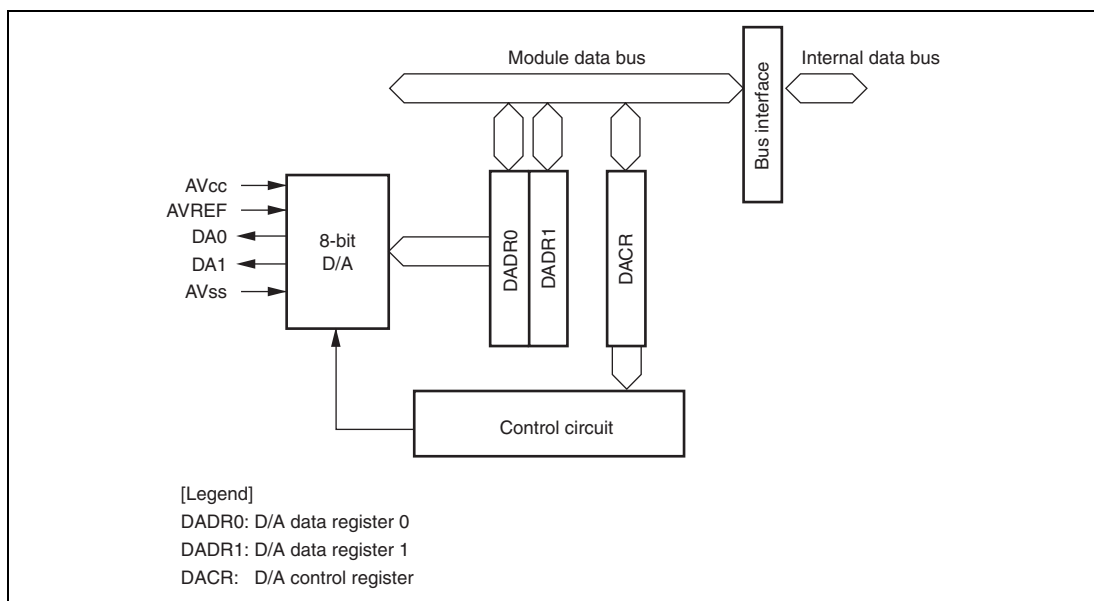 Module data bus
Internal data bus
Bus interface
AVcc
AVREF
DA0
DA1
AVss
8-bit
D/A
DADR0
DADR1
DACR
Control circuit
[Legend]
DADR0: D/A data register 0
DADR1: D/A data register 1
DACR: D/A control register